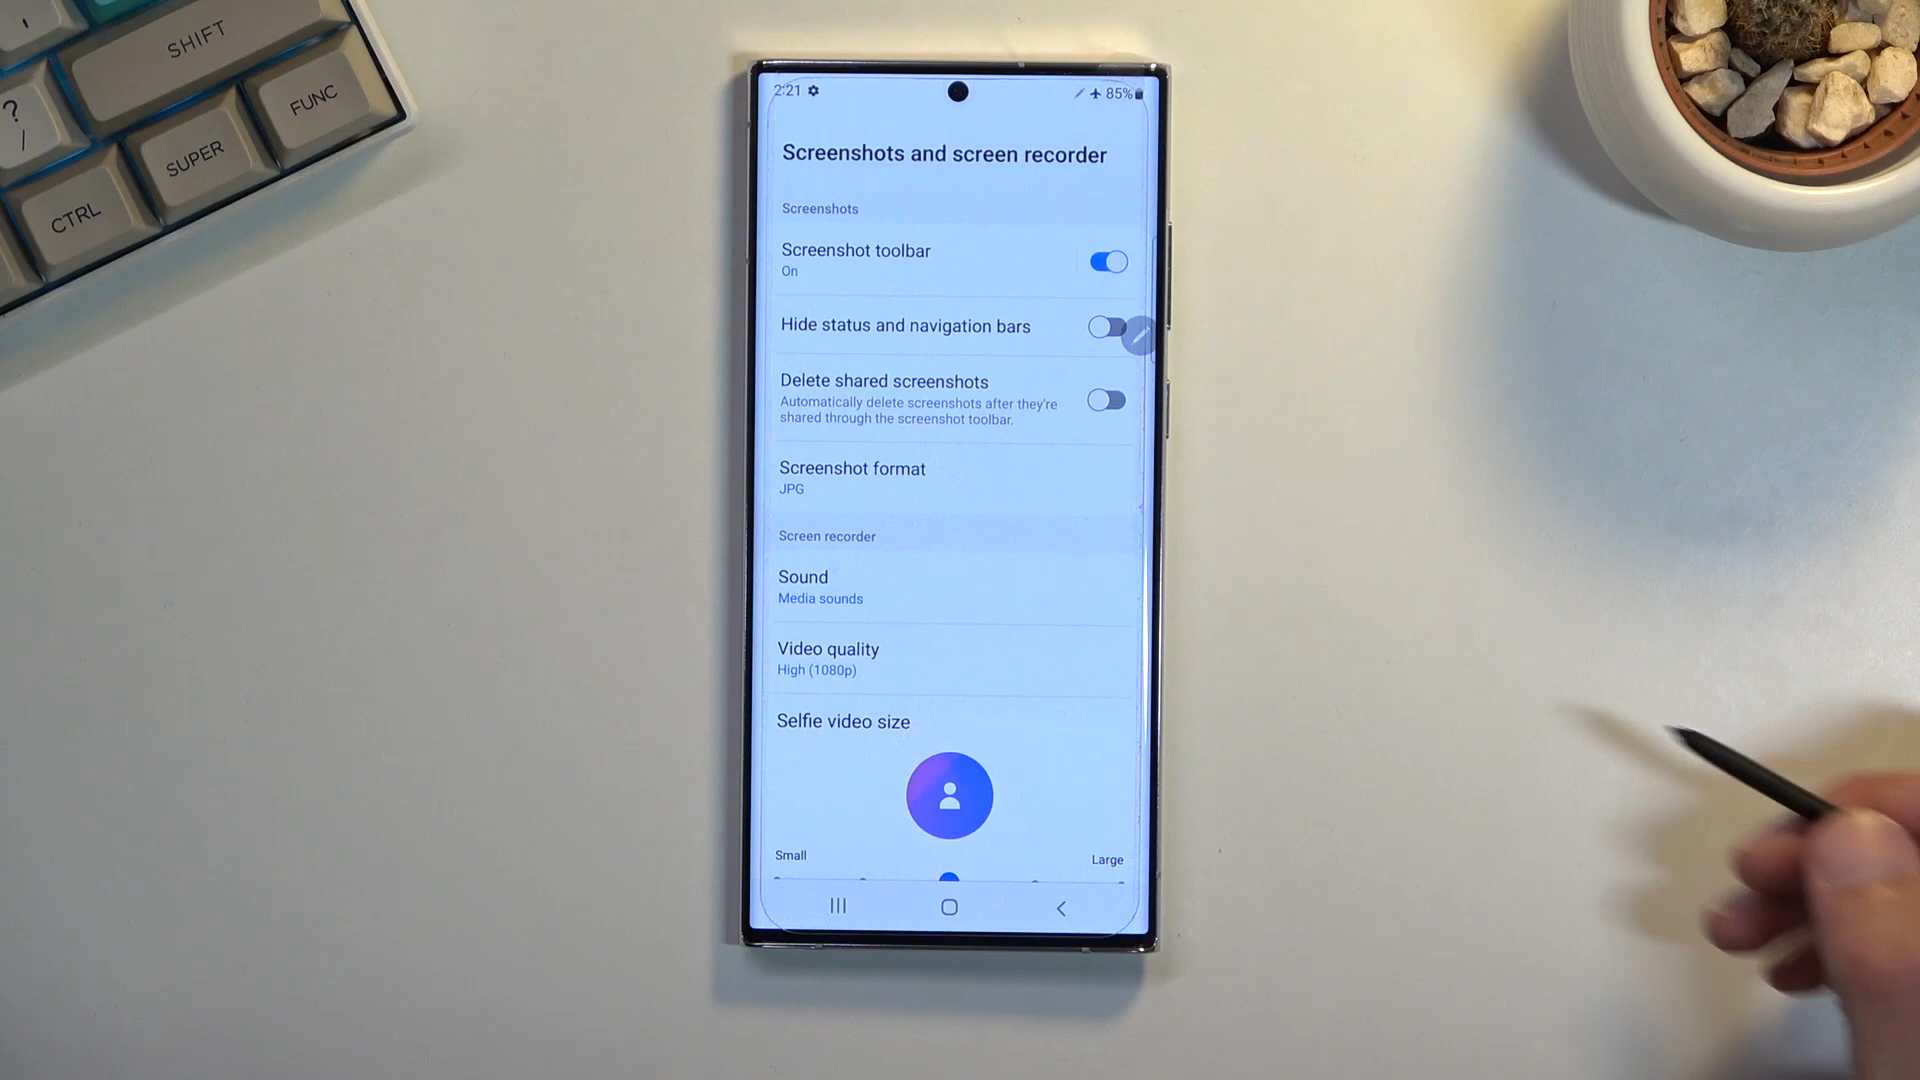 SHIFT
?
/
FUNC
SUPER
CTRL
2:21
85%
Screenshots and screen recorder
Screenshots
Screenshot toolbar
On
Hide status and navigation bars
Delete shared screenshots
Automatically delete screenshots after they're
shared through the screenshot toolbar.
Screenshot format
JPG
Screen recorder
Sound
Media sounds
Video quality
High (1080p)
Selfie video size
Small
Large